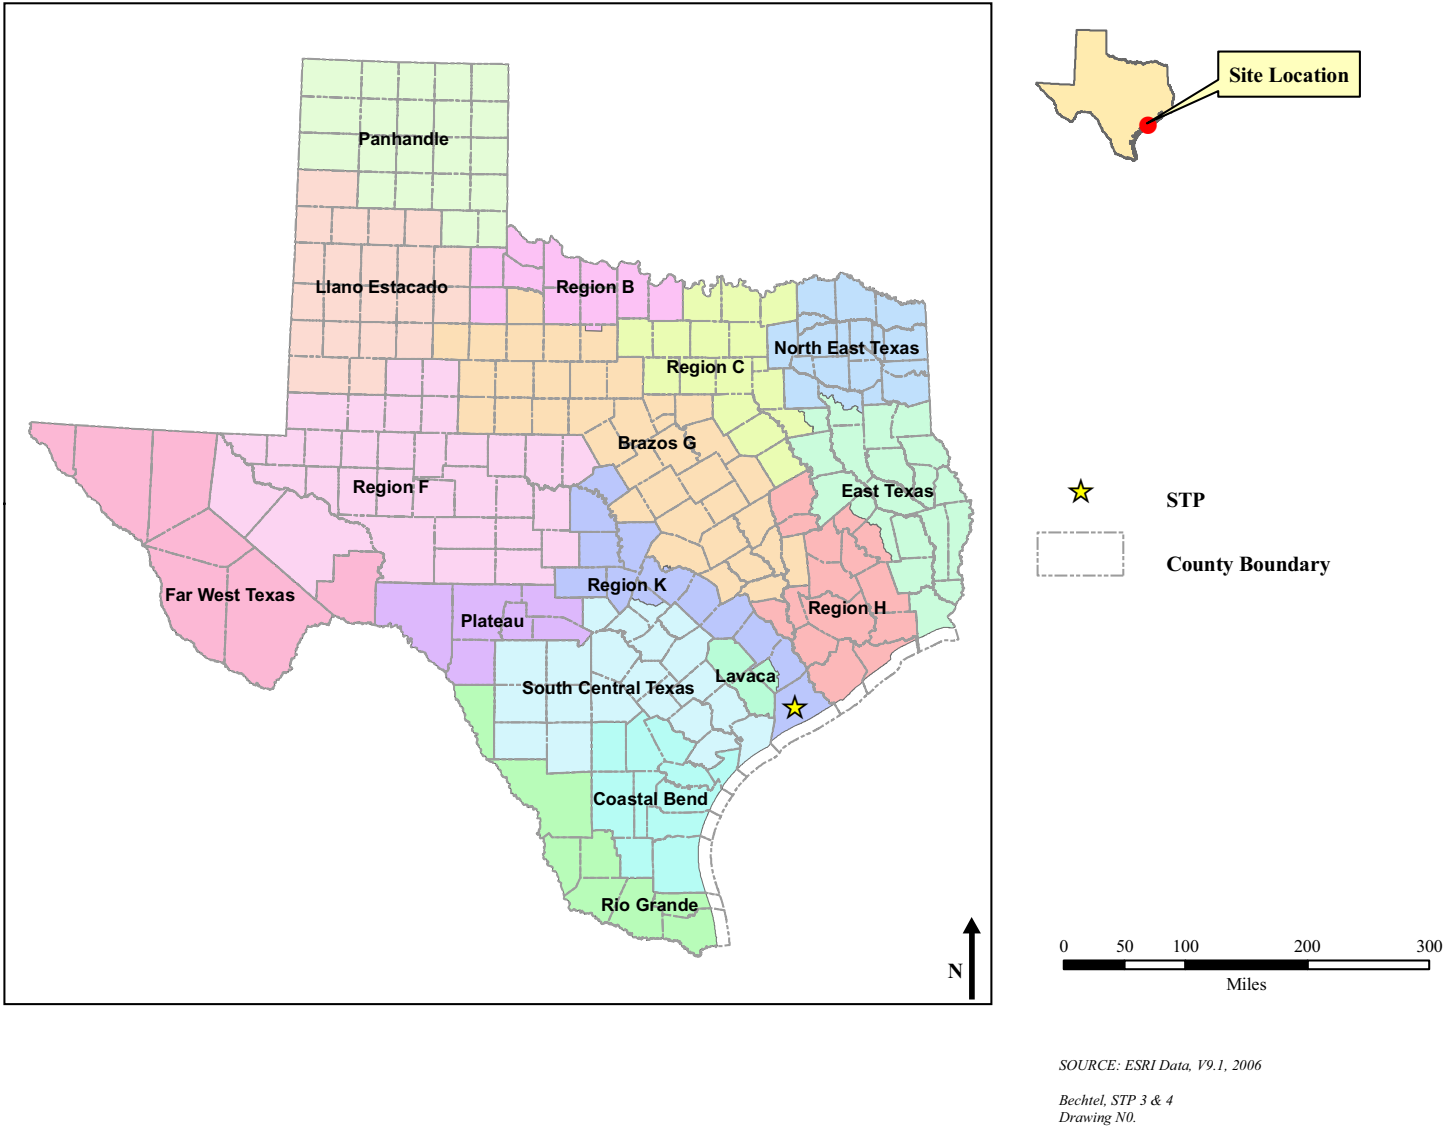 Panhandle
Site Location
Llano Estacado
Region B
North East Texas
Region C
Brazos G
Region F
East Texas
STP
County Boundary
Region K
Far West Texas
Region H
Plateau
Lavaca
South Central Texas
Coastal Bend
Rio Grande
N
0 50 100 200 300
Miles
SOURCE: ESRI Data, V9.1, 2006
Bechtel, STP 3 & 4
Drawing N0.